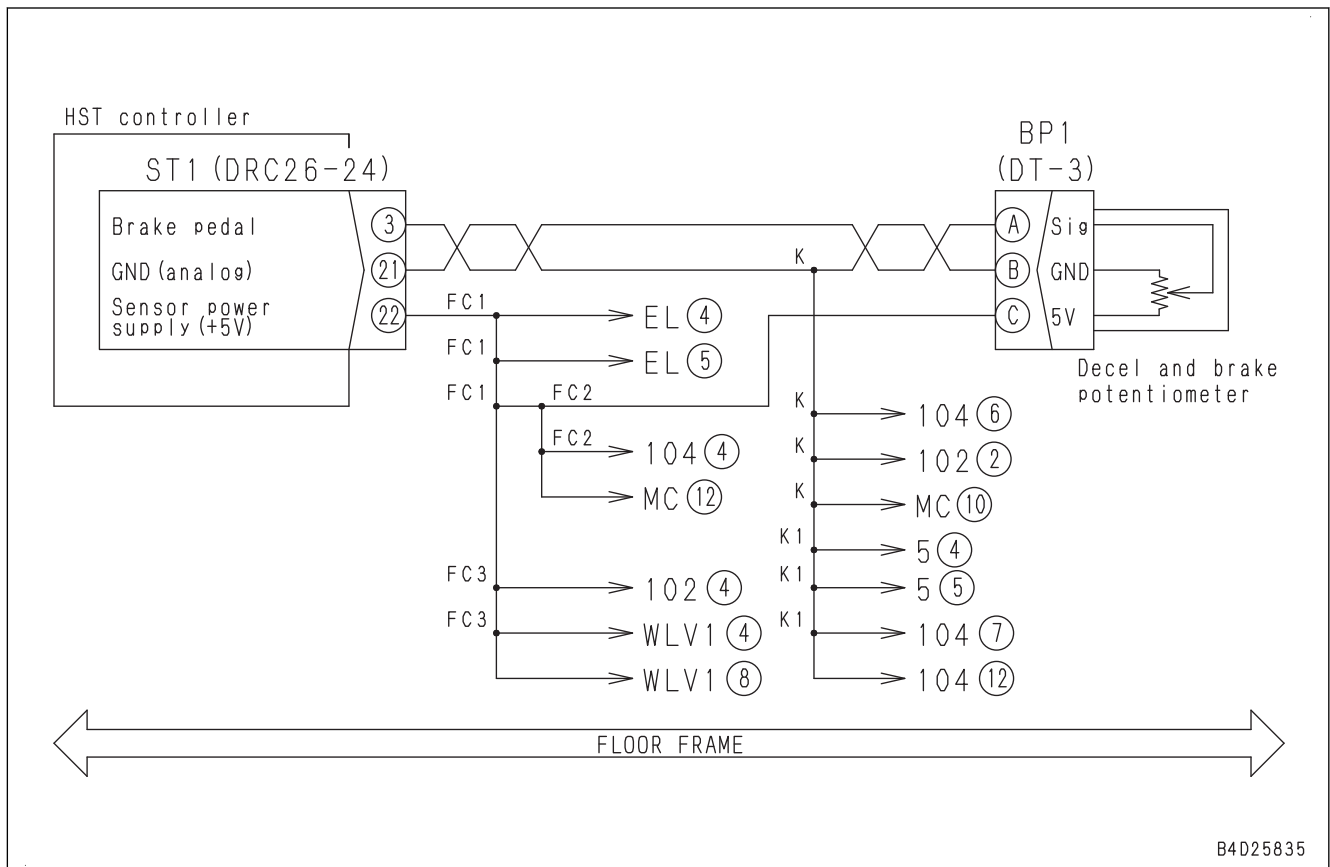 HST controller
ST1 (DRC26-24)
Brake pedal 3
GND (analog) 21
Sensor power
supply (+5V) 22
BP1
(DT-3)
A Sig
B GND
C 5V
Decel and brake
potentiometer
FC1 EL 4
FC1 EL 5
FC1 FC2
FC2 104 4
MC 12
FC3 102 4
FC3 WLV1 4
WLV1 8
K
K 104 6
K 102 2
K MC 10
K1 5 4
K1 5 5
K1 104 7
104 12
FLOOR FRAME
B4D25835